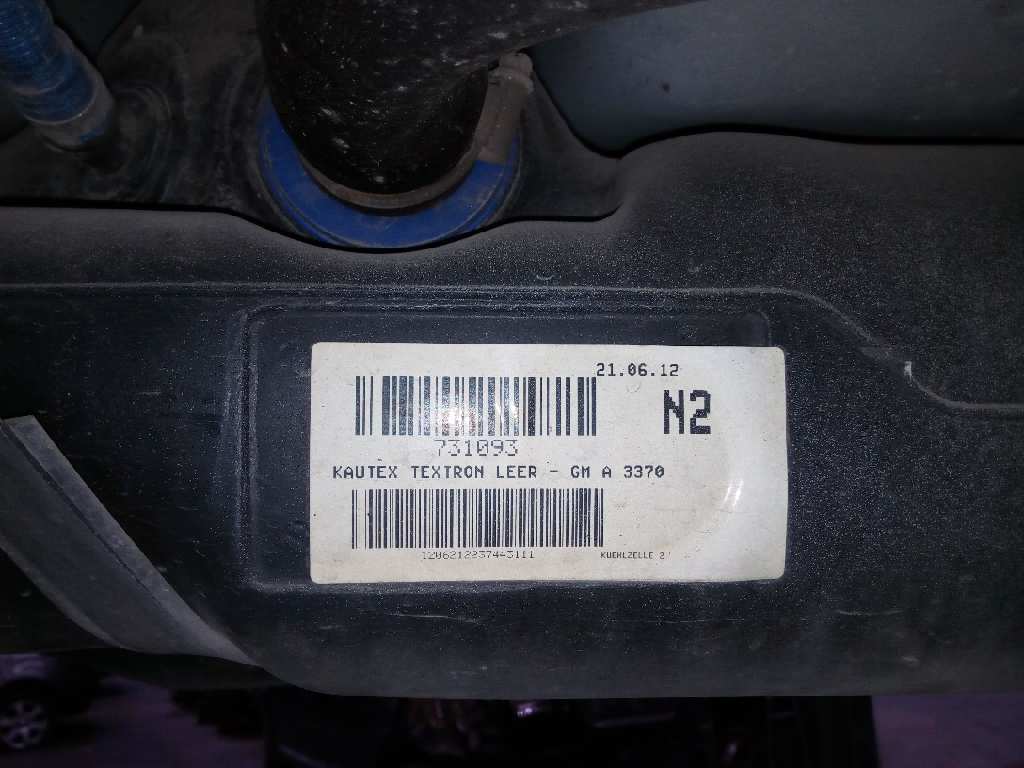 21.06.12
N2
731093
KAUTEX TEXTRON LEER - GM A 3370
KUEHLZELLE 2